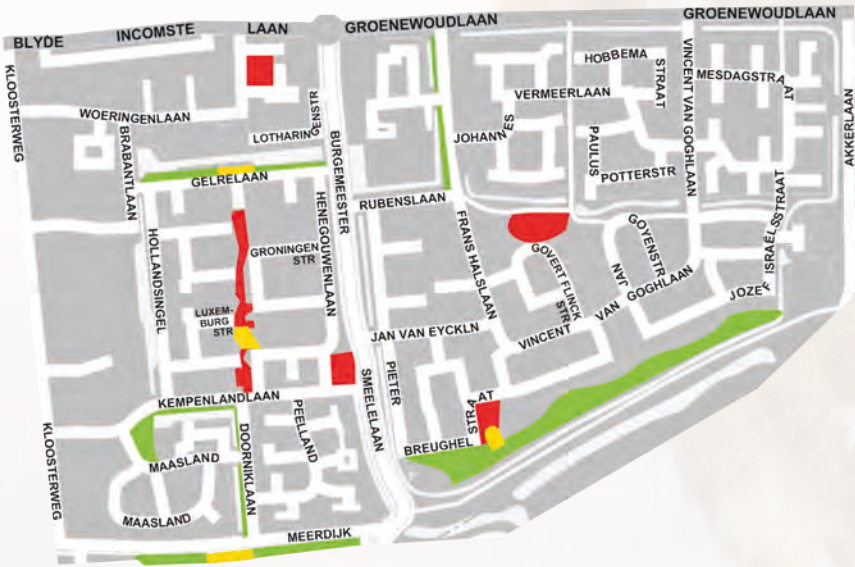 BLYDE INCOMSTE LAAN GROENEWOUDLAAN GROENEWOUDLAAN
KLOOSTERWEG
WOERINGENLAAN
BRABANTLAAN
LOTHARINGENSTR
GELRELAAN
HOLLANDSINGEL
GRONINGEN
STR
HENEGOUWENLAAN
BURGEMEESTER
SMEELELAAN
LUXEM-
BURG
STR
KEMPENLANDLAAN
KLOOSTERWEG
MAASLAND
MAASLAND
DOORNIKLAAN
PEELLAND
MEERDIJK
RUBENSLAAN
JOHANNES
VERMEERLAAN
HOBBEMA
STRAAT
PAULUS
POTTERSTR
VINCENT VAN GOGHLAAN
MESDAGSTRAAT
AKKERLAAN
FRANS HALSLAAN
GOVERT FLINCK
STR
JAN
GOYENSTR
JOZEF ISRAËLSSTRAAT
JAN VAN EYCKLN
VINCENT VAN GOGHLAAN
PIETER
BREUGHEL
STRAAT